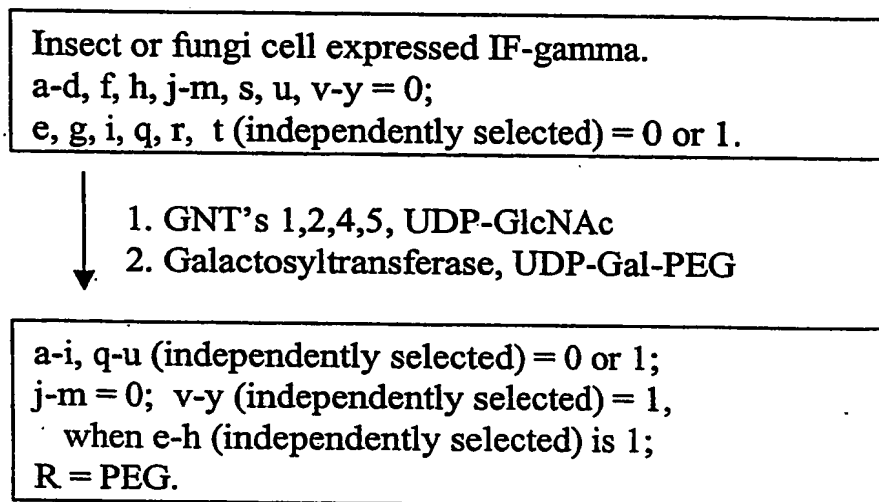 Insect or fungi cell expressed IF-gamma.
a-d, f, h, j-m, s, u, v-y = 0;
e, g, i, q, r, t (independently selected) = 0 or 1.
1. GNT's 1,2,4,5, UDP-GlcNAc
2. Galactosyltransferase, UDP-Gal-PEG
a-i, q-u (independently selected) = 0 or 1;
j-m = 0; v-y (independently selected) = 1,
when e-h (independently selected) is 1;
R = PEG.